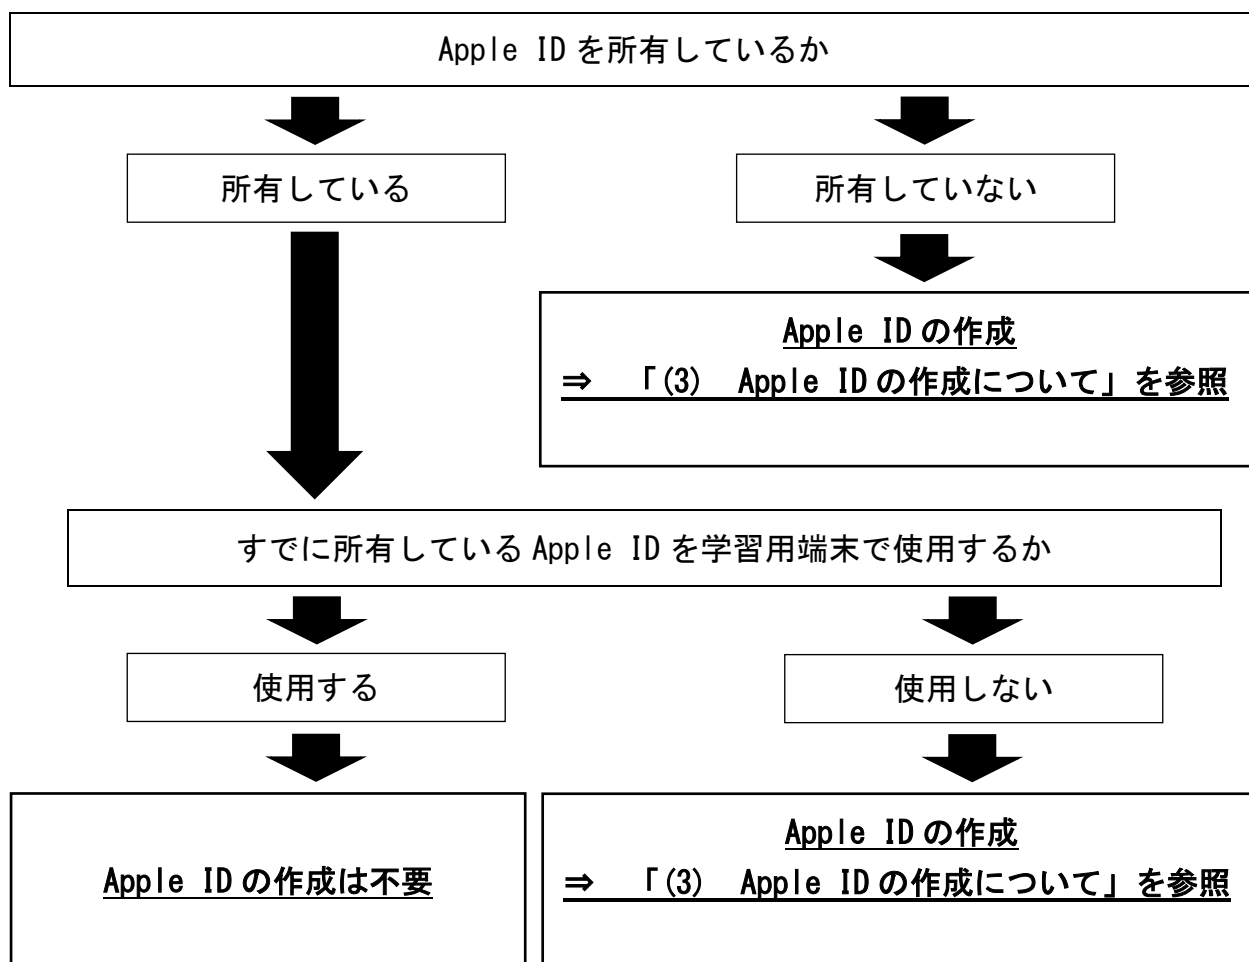 Apple ID を所有しているか
所有している
所有していない
Apple ID の作成
⇒ 「(3) Apple ID の作成について」を参照
すでに所有している Apple ID を学習用端末で使用するか
使用する
使用しない
Apple ID の作成は不要
Apple ID の作成
⇒ 「(3) Apple ID の作成について」を参照